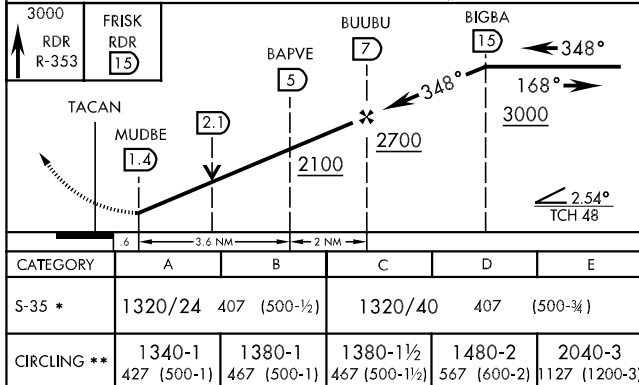 3000
RDR
R-353
FRISK
RDR
15
TACAN
MUDBE
1.4
2.1
BAPVE
5
BUUBU
7
BIGBA
15
348°
348°
168°
3000
2700
2100
2.54°
TCH 48
.6
3.6 NM
2 NM
CATEGORY A B C D E
S-35 * 1320/24 407 (500-½) 1320/40 407 (500-¾)
CIRCLING ** 1340-1 1380-1 1380-1½ 1480-2 2040-3
427 (500-1) 467 (500-1) 467 (500-1½) 567 (600-2) 1127 (1200-3)